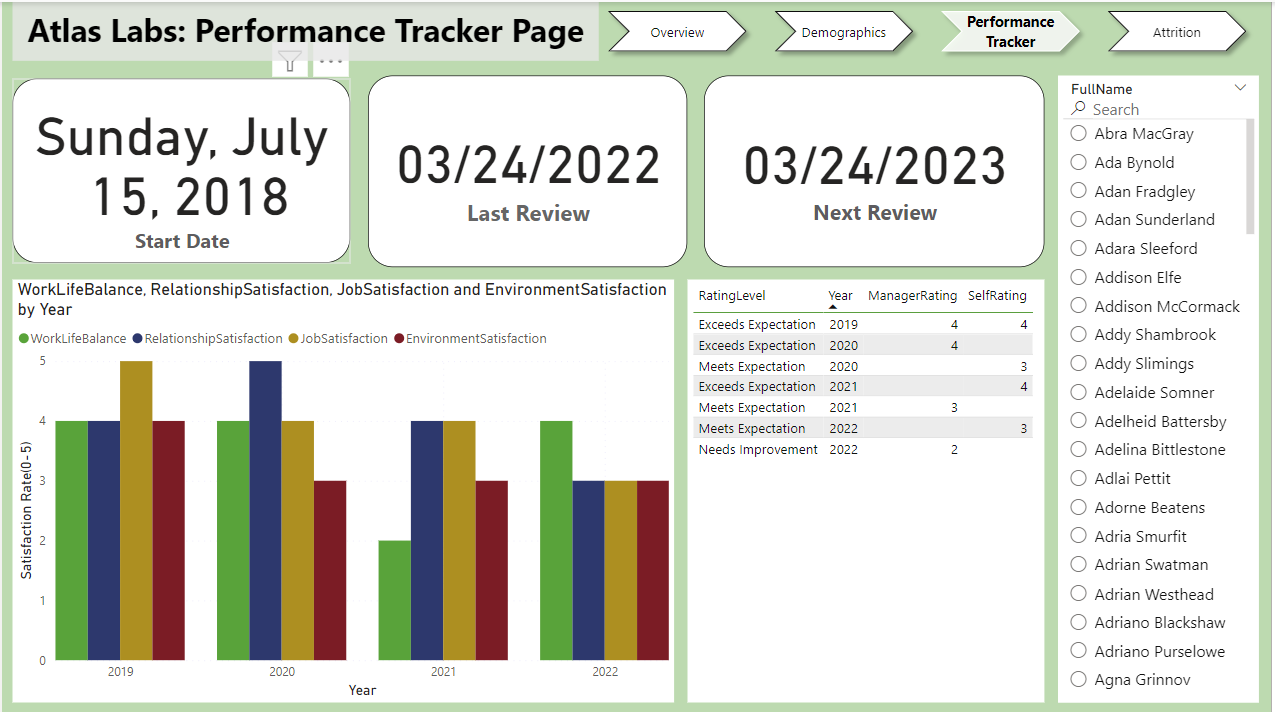 Atlas Labs: Performance Tracker Page
Overview
Demographics
Performance
Tracker
Attrition
Sunday, July
15, 2018
Start Date
03/24/2022
Last Review
03/24/2023
Next Review
FullName
Search
Abra MacGray
Ada Bynold
Adan Fradgley
Adan Sunderland
Adara Sleeford
Addison Elfe
Addison McCormack
Addy Shambrook
Addy Slimings
Adelaide Somner
Adelheid Battersby
Adelina Bittlestone
Adlai Pettit
Adorne Beatens
Adria Smurfit
Adrian Swatman
Adrian Westhead
Adriano Blackshaw
Adriano Purselowe
Agna Grinnov
WorkLifeBalance, RelationshipSatisfaction, JobSatisfaction and EnvironmentSatisfaction
by Year
WorkLifeBalance RelationshipSatisfaction JobSatisfaction EnvironmentSatisfaction
Satisfaction Rate(0-5)
5
4
3
2
1
0
2019 2020 2021 2022
Year
RatingLevel Year ManagerRating SelfRating
Exceeds Expectation 2019 4 4
Exceeds Expectation 2020 4
Meets Expectation 2020 3
Exceeds Expectation 2021 4
Meets Expectation 2021 3
Meets Expectation 2022 3
Needs Improvement 2022 2